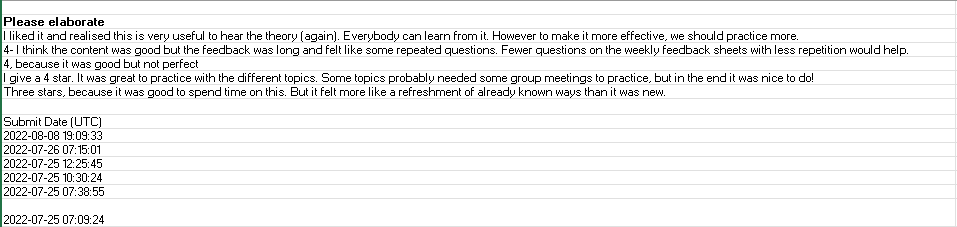 Please elaborate
I liked it and realised this is very useful to hear the theory (again). Everybody can learn from it. However to make it more effective, we should practice more.
4- I think the content was good but the feedback was long and felt like some repeated questions. Fewer questions on the weekly feedback sheets with less repetition would help.
4, because it was good but not perfect
I give a 4 star. It was great to practice with the different topics. Some topics probably needed some group meetings to practice, but in the end it was nice to do!
Three stars, because it was good to spend time on this. But it felt more like a refreshment of already known ways than it was new.
Submit Date (UTC)
2022-08-08 19:09:33
2022-07-26 07:15:01
2022-07-25 12:25:45
2022-07-25 10:30:24
2022-07-25 07:38:55
2022-07-25 07:09:24